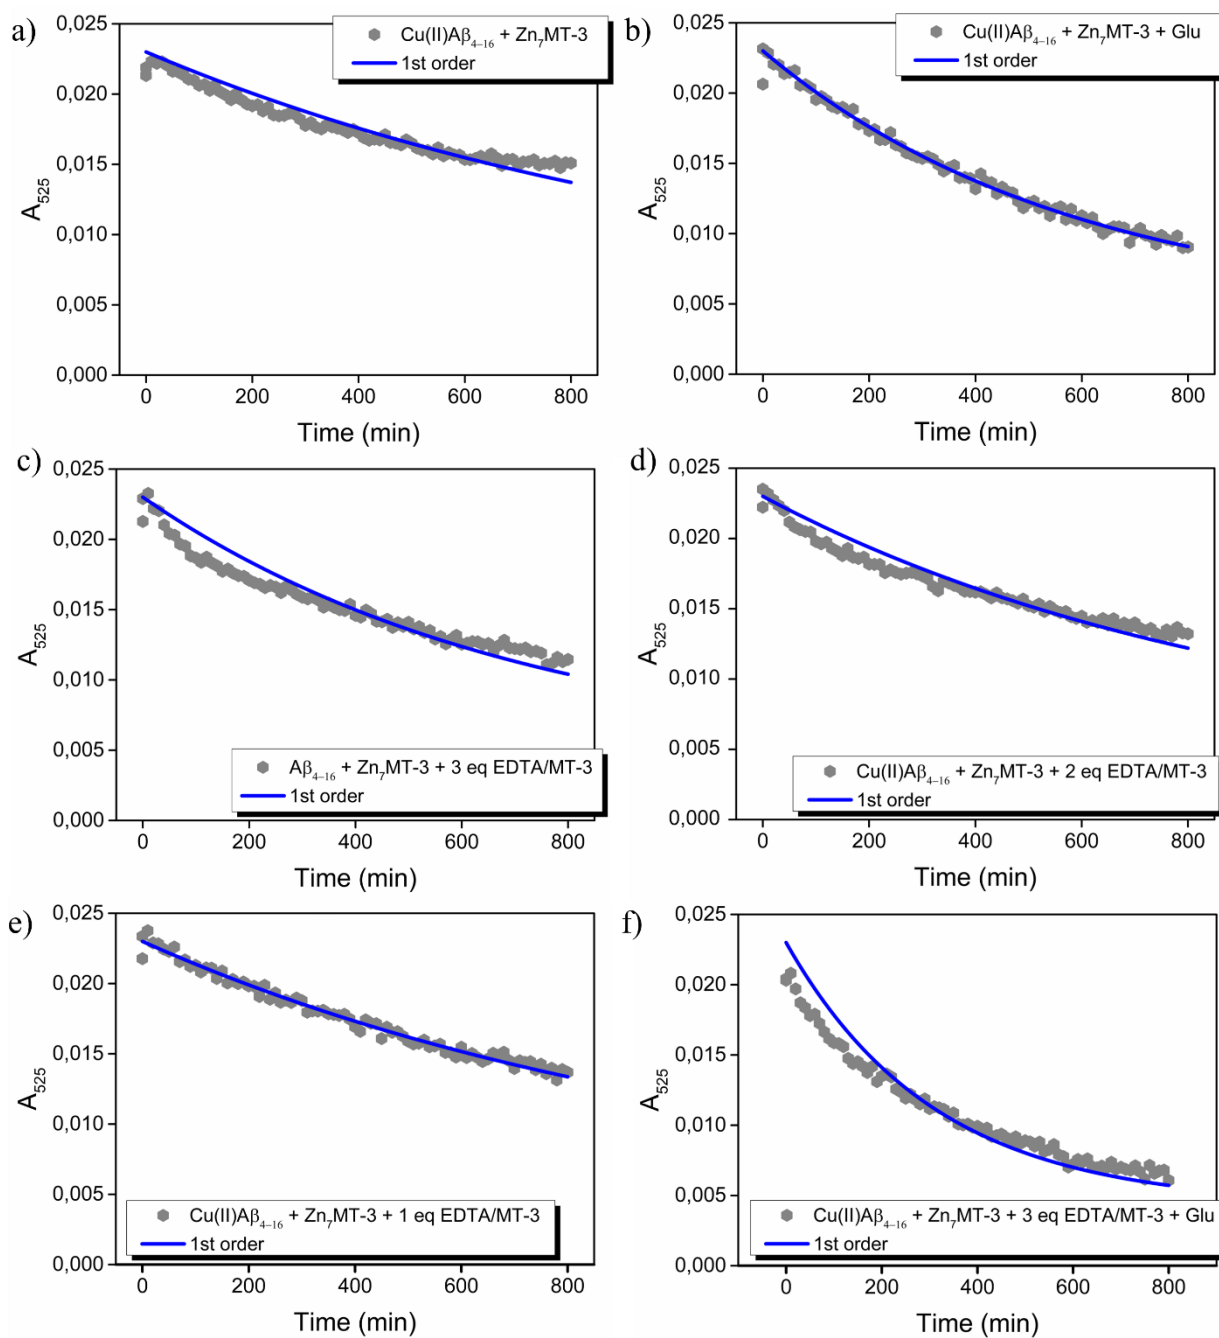 a)
0,025
0,020
0,015
0,010
0,005
0,000
A₅₂₅
Cu(II)Aβ₄₋₁₆ + Zn₇MT-3
1st order
0 200 400 600 800
Time (min)
b)
0,025
0,020
0,015
0,010
0,005
0,000
A₅₂₅
Cu(II)Aβ₄₋₁₆ + Zn₇MT-3 + Glu
1st order
0 200 400 600 800
Time (min)
c)
0,025
0,020
0,015
0,010
0,005
0,000
A₅₂₅
Aβ₄₋₁₆ + Zn₇MT-3 + 3 eq EDTA/MT-3
1st order
0 200 400 600 800
Time (min)
d)
0,025
0,020
0,015
0,010
0,005
0,000
A₅₂₅
Cu(II)Aβ₄₋₁₆ + Zn₇MT-3 + 2 eq EDTA/MT-3
1st order
0 200 400 600 800
Time (min)
e)
0,025
0,020
0,015
0,010
0,005
0,000
A₅₂₅
Cu(II)Aβ₄₋₁₆ + Zn₇MT-3 + 1 eq EDTA/MT-3
1st order
0 200 400 600 800
Time (min)
f)
0,025
0,020
0,015
0,010
0,005
0,000
A₅₂₅
Cu(II)Aβ₄₋₁₆ + Zn₇MT-3 + 3 eq EDTA/MT-3 + Glu
1st order
0 200 400 600 800
Time (min)